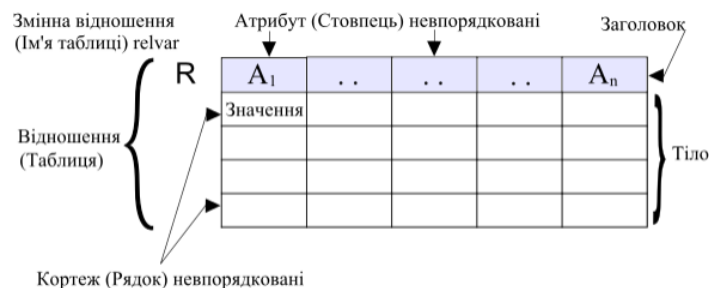 Змінна відношення
(Ім'я таблиці) relvar
Атрибут (Стовпець) невпорядковані
Заголовок
R
A1
. .
. .
. .
An
Значення
Відношення
(Таблиця)
Тіло
Кортеж (Рядок) невпорядковані